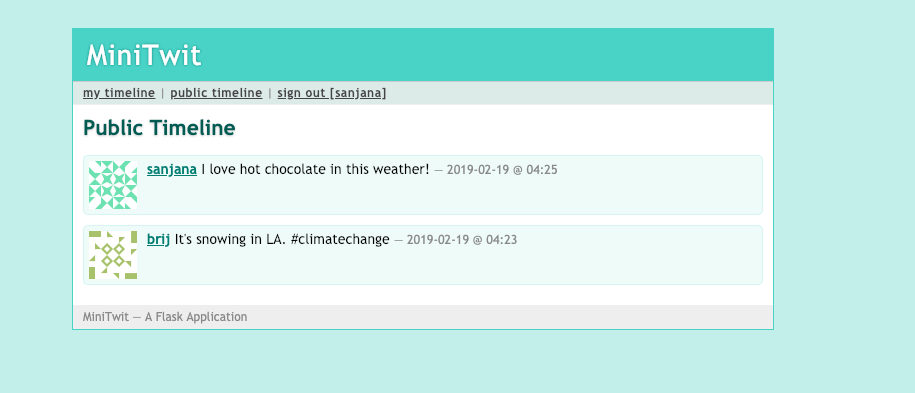 MiniTwit
my timeline | public timeline | sign out [sanjana]
Public Timeline
sanjana I love hot chocolate in this weather! — 2019-02-19 @ 04:25
brij It's snowing in LA. #climatechange — 2019-02-19 @ 04:23
MiniTwit — A Flask Application